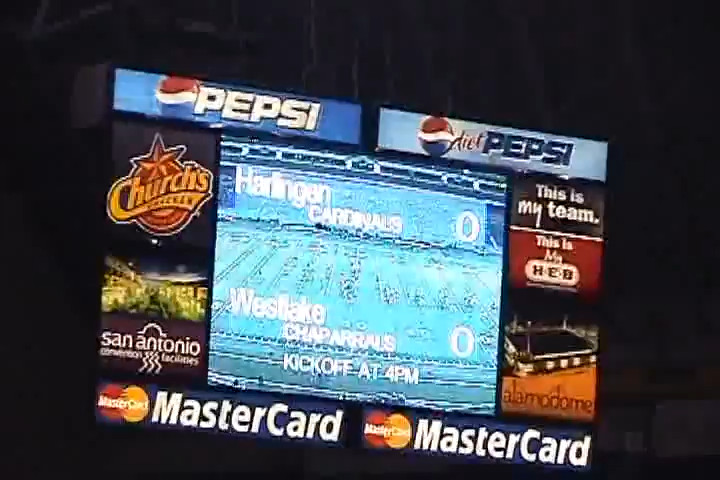 PEPSI
diet PEPSI
Church's
CHICKEN
Harlingen
CARDINALS 0
This is
my team.
This is
My
H-E-B
Westlake
CHAPARRALS 0
KICKOFF AT 4PM
san antonio
convention facilities
alamodome
MasterCard MasterCard
MasterCard MasterCard